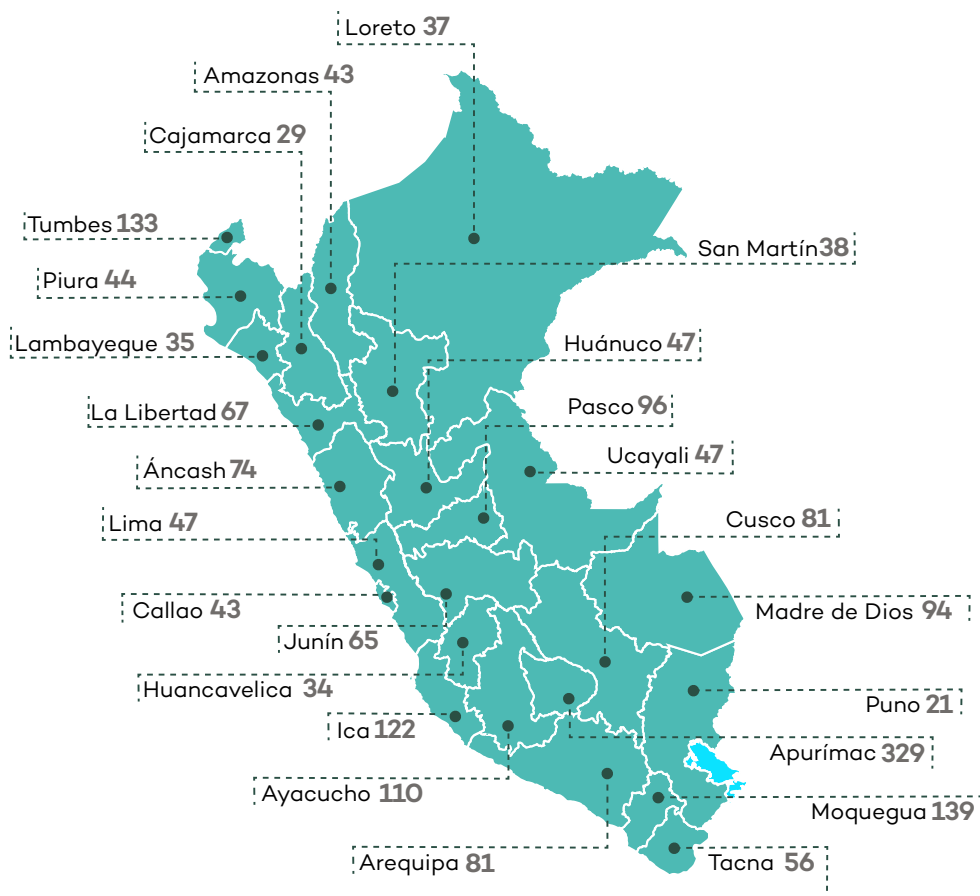 Loreto 37
Amazonas 43
Cajamarca 29
Tumbes 133
San Martín 38
Piura 44
Lambayeque 35
Huánuco 47
La Libertad 67
Pasco 96
Áncash 74
Ucayali 47
Lima 47
Cusco 81
Callao 43
Madre de Dios 94
Junín 65
Huancavelica 34
Puno 21
Ica 122
Apurímac 329
Ayacucho 110
Moquegua 139
Arequipa 81
Tacna 56